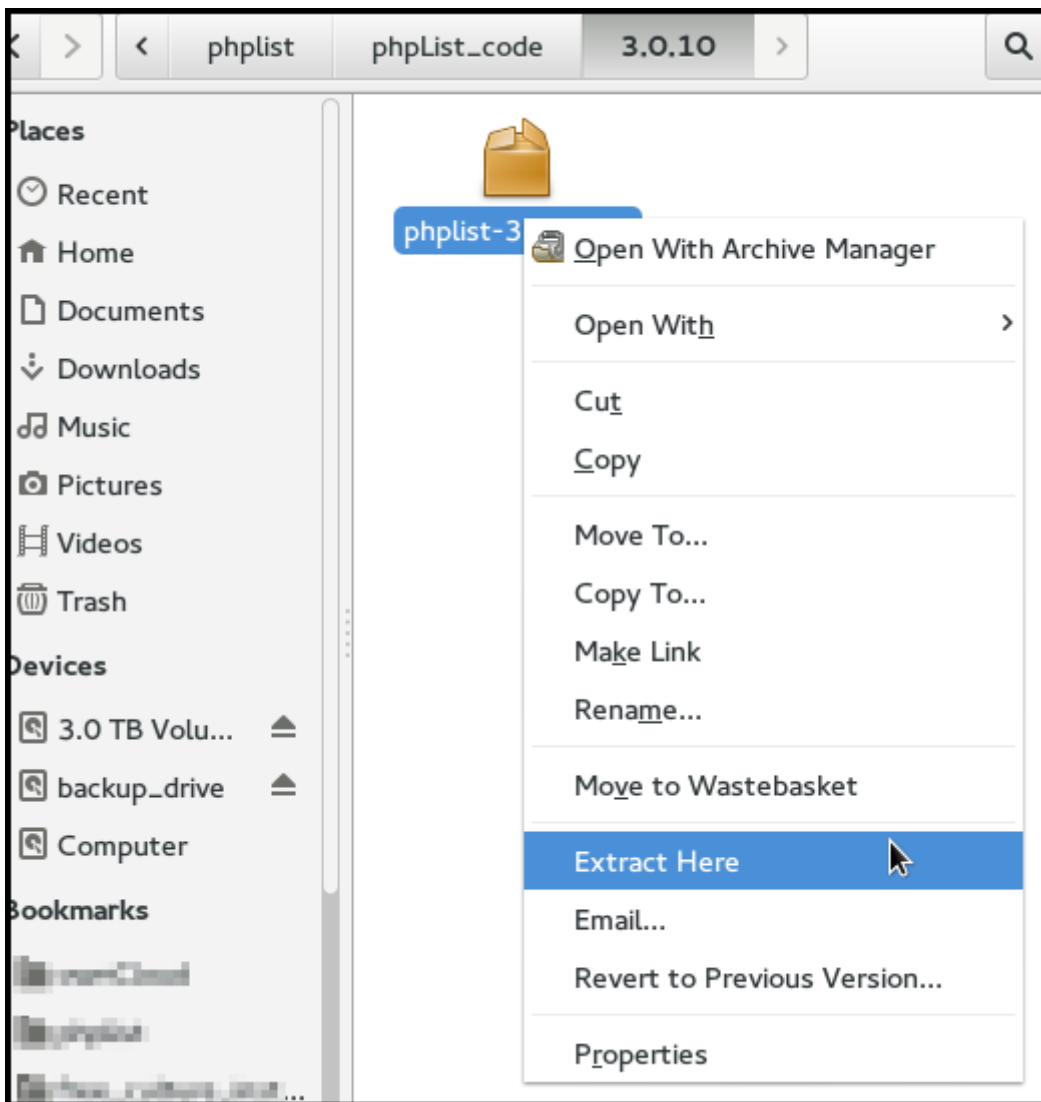 phplist phpList_code 3.0.10
Places
Recent
Home
Documents
Downloads
Music
Pictures
Videos
Trash
Devices
3.0 TB Volu...
backup_drive
Computer
Bookmarks
phplist-3
Open With Archive Manager
Open With
Cut
Copy
Move To...
Copy To...
Make Link
Rename...
Move to Wastebasket
Extract Here
Email...
Revert to Previous Version...
Properties